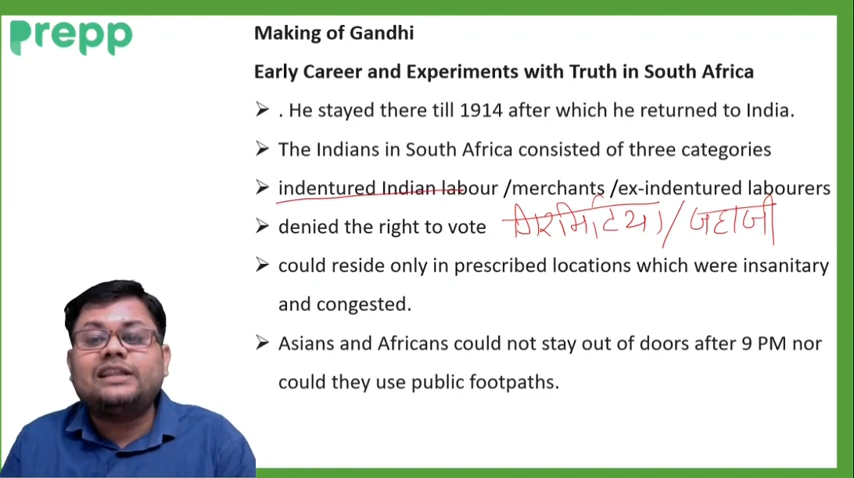 Prepp
Making of Gandhi
Early Career and Experiments with Truth in South Africa
➢ . He stayed there till 1914 after which he returned to India.
➢ The Indians in South Africa consisted of three categories
➢ indentured Indian labour /merchants /ex-indentured labourers
➢ denied the right to vote गिरमिटिया / जहाजी
➢ could reside only in prescribed locations which were insanitary
and congested.
➢ Asians and Africans could not stay out of doors after 9 PM nor
could they use public footpaths.